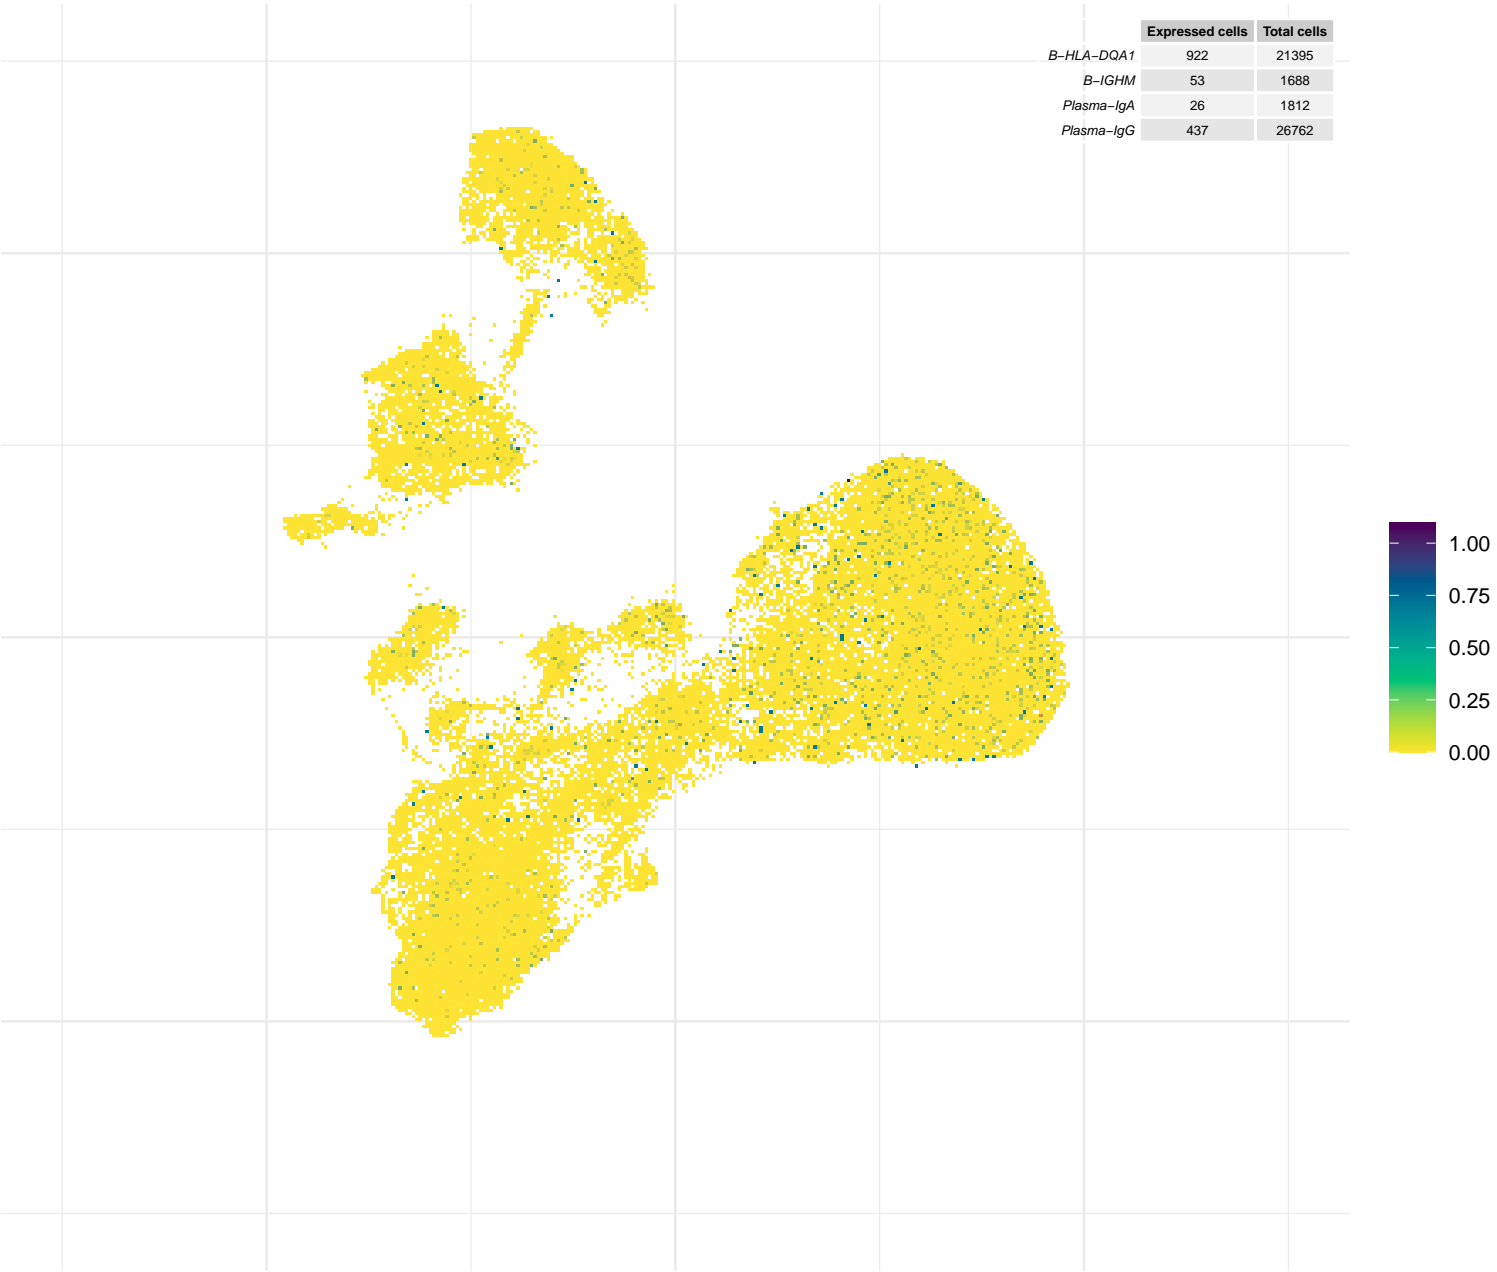 Expressed cells Total cells
B−HLA−DQA1 922 21395
B−IGHM 53 1688
Plasma−IgA 26 1812
Plasma−IgG 437 26762
1.00
0.75
0.50
0.25
0.00